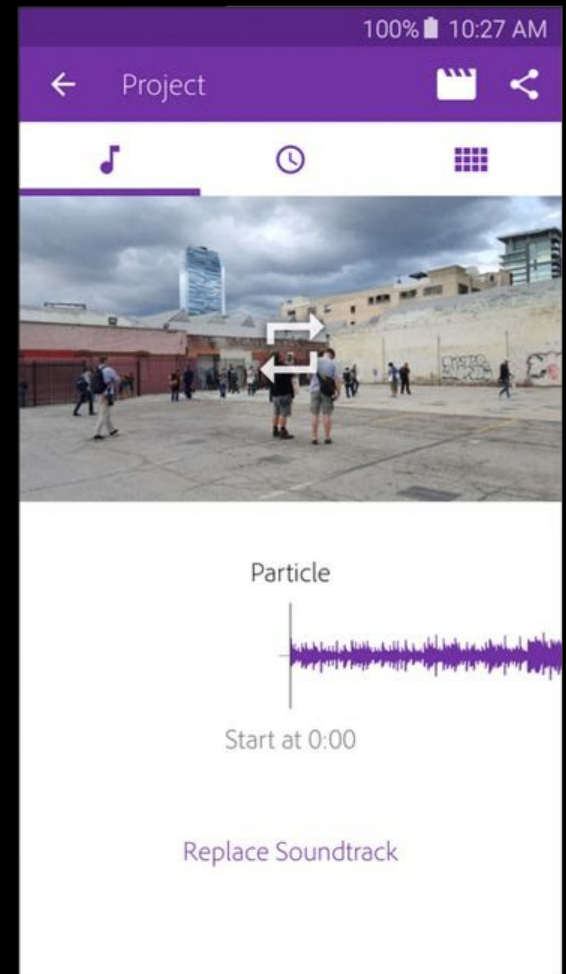 100% 10:27 AM
Project
Particle
Start at 0:00
Replace Soundtrack